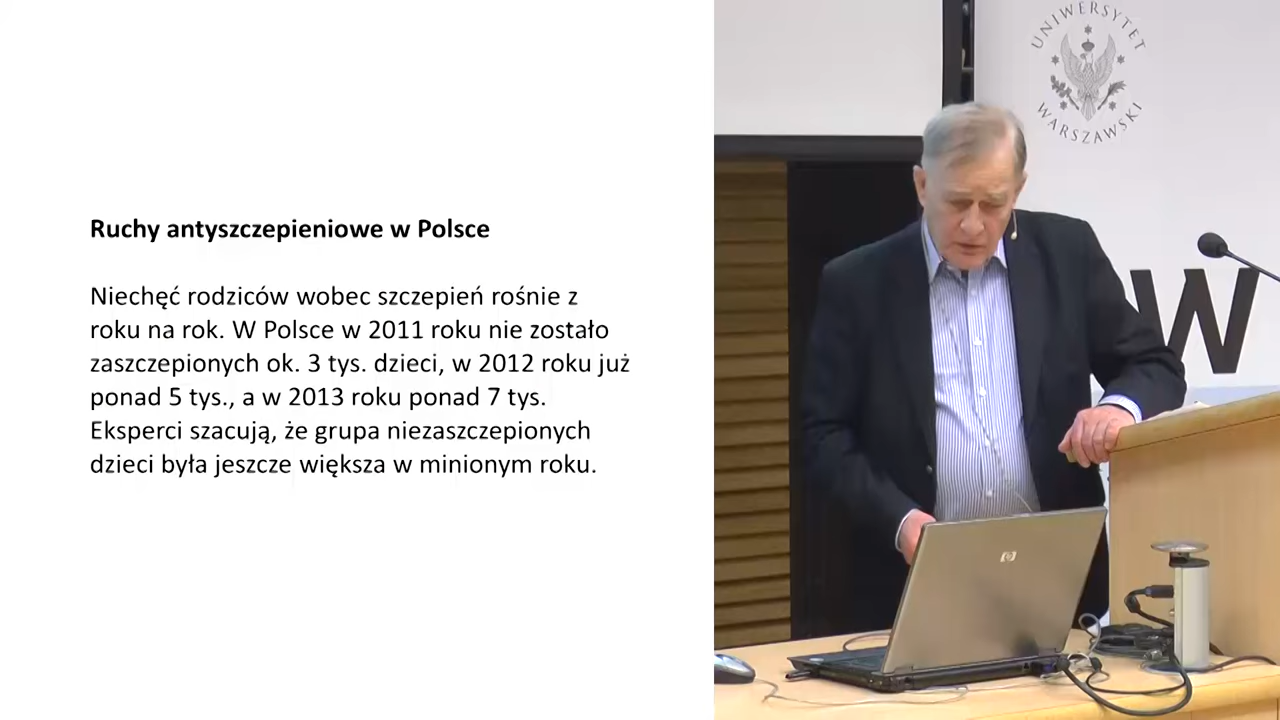 Ruchy antyszczepieniowe w Polsce
Niechęć rodziców wobec szczepień rośnie z
roku na rok. W Polsce w 2011 roku nie zostało
zaszczepionych ok. 3 tys. dzieci, w 2012 roku już
ponad 5 tys., a w 2013 roku ponad 7 tys.
Eksperci szacują, że grupa niezaszczepionych
dzieci była jeszcze większa w minionym roku.
UNIWERSYTET
WARSZAWSKI
W
hp